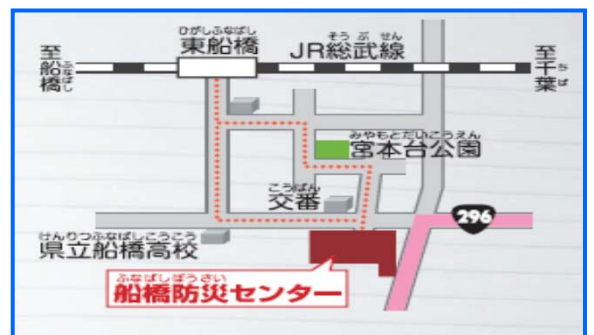 ひがしふなばし
東船橋
そうぶせん
JR総武線
至船橋
ふなばし
至千葉
ちば
みやもとだいこうえん
宮本台公園
こうばん
交番
296
けんりつふなばしこうこう
県立船橋高校
ふなばしぼうさい
船橋防災センター